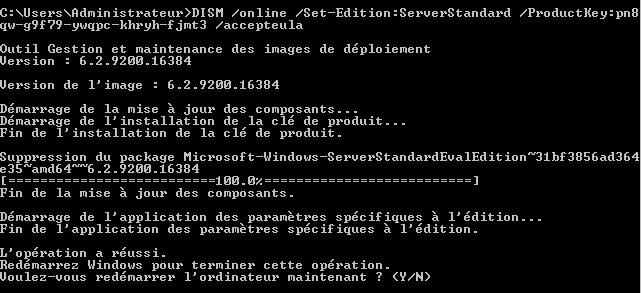 C:\Users\Administrateur>DISM /online /Set-Edition:ServerStandard /ProductKey:pn8
qw-g9f79-ywqpc-khryh-fjmt3 /accepteula
Outil Gestion et maintenance des images de déploiement
Version : 6.2.9200.16384
Version de l'image : 6.2.9200.16384
Démarrage de la mise à jour des composants...
Démarrage de l'installation de la clé de produit...
Fin de l'installation de la clé de produit.
Suppression du package Microsoft-Windows-ServerStandardEvalEdition~31bf3856ad364
e35~amd64~~6.2.9200.16384
[==========================100.0%==========================]
Fin de la mise à jour des composants.
Démarrage de l'application des paramètres spécifiques à l'édition...
Fin de l'application des paramètres spécifiques à l'édition.
L'opération a réussi.
Redémarrez Windows pour terminer cette opération.
Voulez-vous redémarrer l'ordinateur maintenant ? (Y/N)